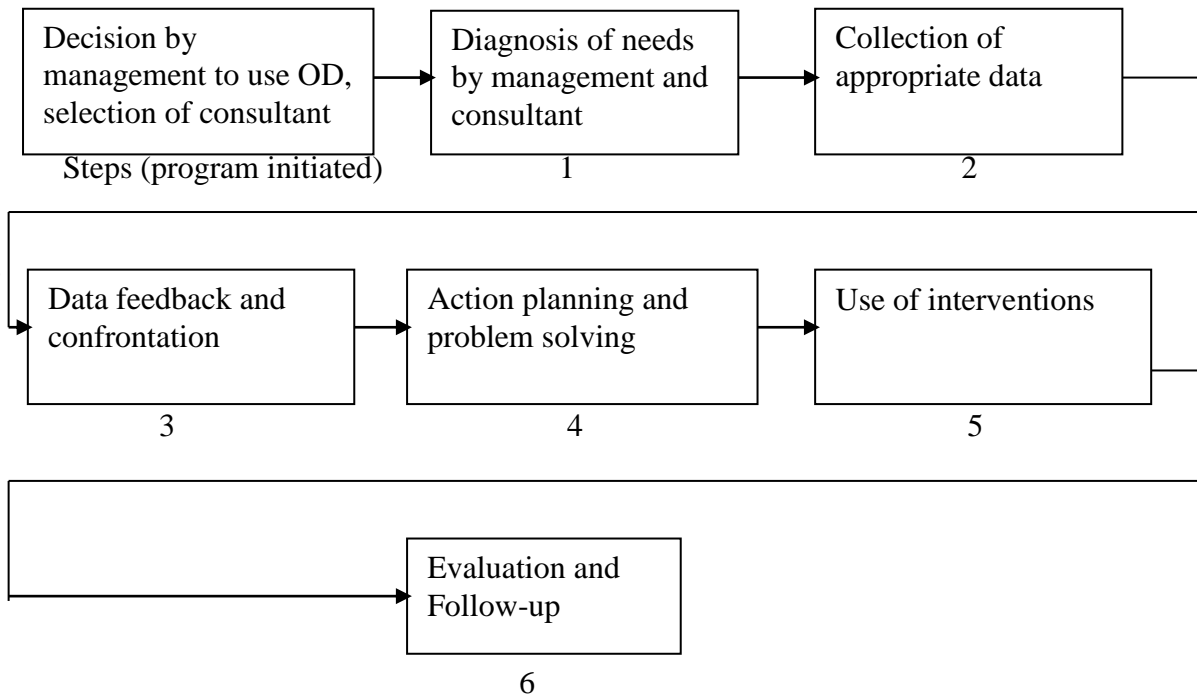 Decision by
management to use OD,
selection of consultant
Diagnosis of needs
by management and
consultant
Collection of
appropriate data
Steps (program initiated)
1
2
Data feedback and
confrontation
Action planning and
problem solving
Use of interventions
3
4
5
Evaluation and
Follow-up
6